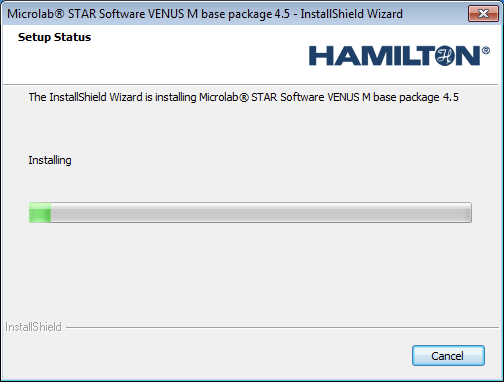 Microlab® STAR Software VENUS M base package 4.5 - InstallShield Wizard
Setup Status
HAMILTON®
The InstallShield Wizard is installing Microlab® STAR Software VENUS M base package 4.5
Installing
InstallShield
Cancel